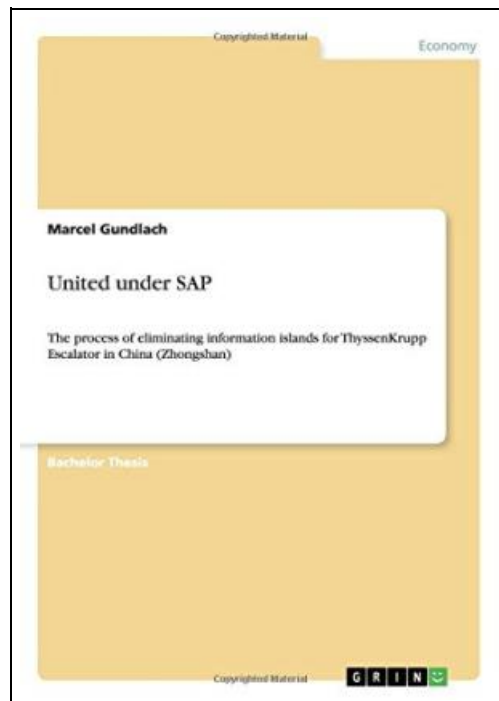 Copyrighted Material
Economy
Marcel Gundlach
United under SAP
The process of eliminating information islands for ThyssenKrupp
Escalator in China (Zhongshan)
Bachelor Thesis
Copyrighted Material
GRIN